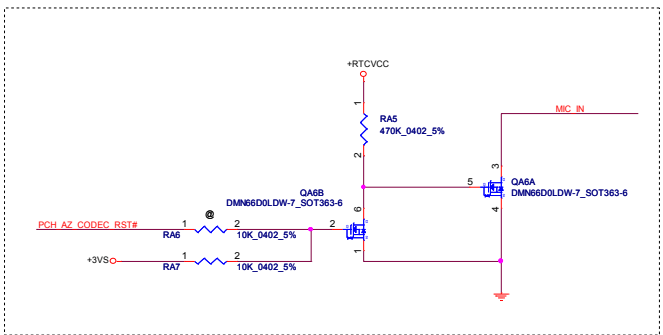 +RTCVCC
1
RA5
470K_0402_5%
2
MIC_IN
3
5
QA6A
DMN66D0LDW-7_SOT363-6
4
QA6B
DMN66D0LDW-7_SOT363-6
6
@
PCH_AZ_CODEC_RST#
1
2
2
RA6
10K_0402_5%
1
+3VS
1
2
RA7
10K_0402_5%